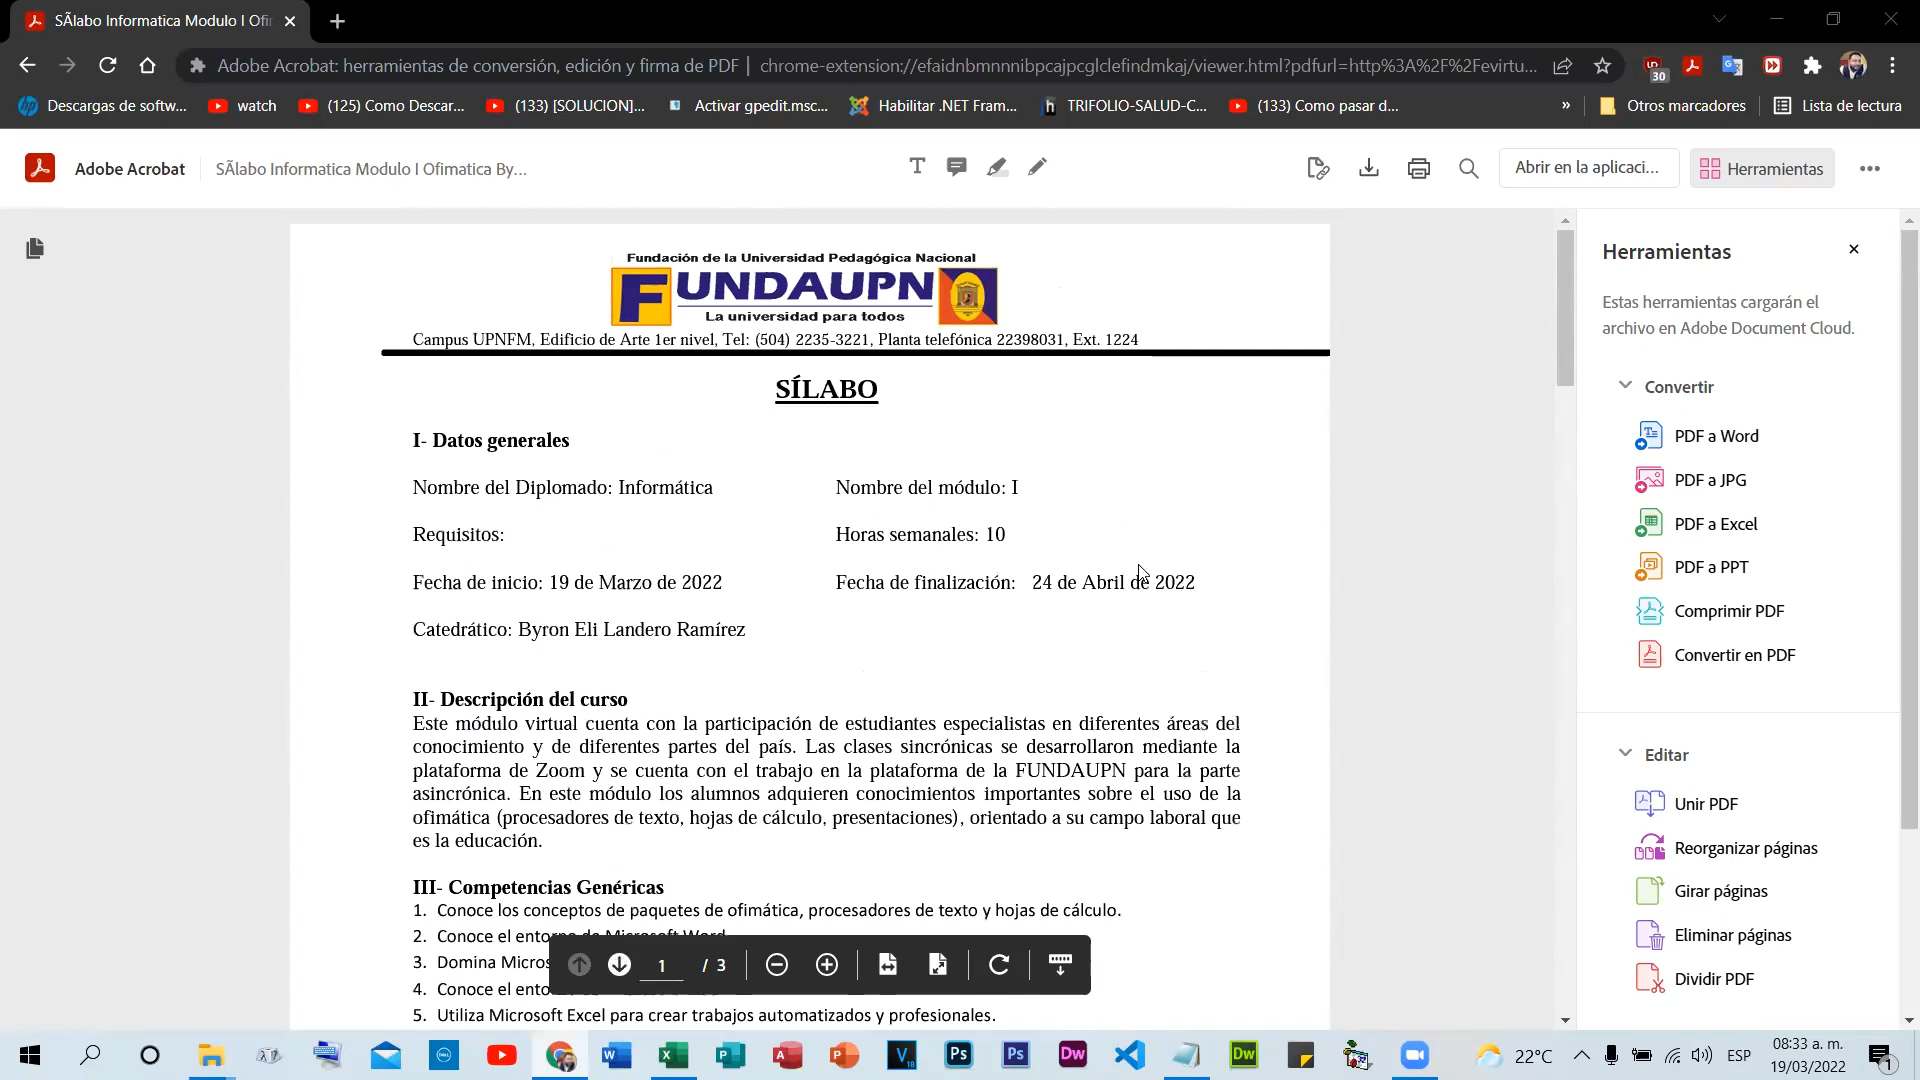 SÃlabo Informatica Modulo I Ofir
Adobe Acrobat: herramientas de conversión, edición y firma de PDF | chrome-extension://efaidnbmnnnibpcajpcglclefindmkaj/viewer.html?pdfurl=http%3A%2F%2Fevirtu...
30
Descargas de softw... watch (125) Como Descar... (133) [SOLUCION]... Activar gpedit.msc... Habilitar .NET Fram... TRIFOLIO-SALUD-C... (133) Como pasar d... » Otros marcadores Lista de lectura
Adobe Acrobat SÃlabo Informatica Modulo I Ofimatica By... Abrir en la aplicaci... Herramientas
Fundación de la Universidad Pedagógica Nacional
FUNDAUPN
La universidad para todos
Campus UPNFM, Edificio de Arte 1er nivel, Tel: (504) 2235-3221, Planta telefónica 22398031, Ext. 1224
SÍLABO
I- Datos generales
Nombre del Diplomado: Informática Nombre del módulo: I
Requisitos: Horas semanales: 10
Fecha de inicio: 19 de Marzo de 2022 Fecha de finalización: 24 de Abril de 2022
Catedrático: Byron Eli Landero Ramírez
II- Descripción del curso
Este módulo virtual cuenta con la participación de estudiantes especialistas en diferentes áreas del
conocimiento y de diferentes partes del país. Las clases sincrónicas se desarrollaron mediante la
plataforma de Zoom y se cuenta con el trabajo en la plataforma de la FUNDAUPN para la parte
asincrónica. En este módulo los alumnos adquieren conocimientos importantes sobre el uso de la
ofimática (procesadores de texto, hojas de cálculo, presentaciones), orientado a su campo laboral que
es la educación.
III- Competencias Genéricas
1. Conoce los conceptos de paquetes de ofimática, procesadores de texto y hojas de cálculo.
2. Conoce el entorno de Microsoft Word
3. Domina Micros
4. Conoce el ento
5. Utiliza Microsoft Excel para crear trabajos automatizados y profesionales.
1 / 3
Herramientas
Estas herramientas cargarán el
archivo en Adobe Document Cloud.
Convertir
PDF a Word
PDF a JPG
PDF a Excel
PDF a PPT
Comprimir PDF
Convertir en PDF
Editar
Unir PDF
Reorganizar páginas
Girar páginas
Eliminar páginas
Dividir PDF
22°C ESP 08:33 a. m.
19/03/2022 1